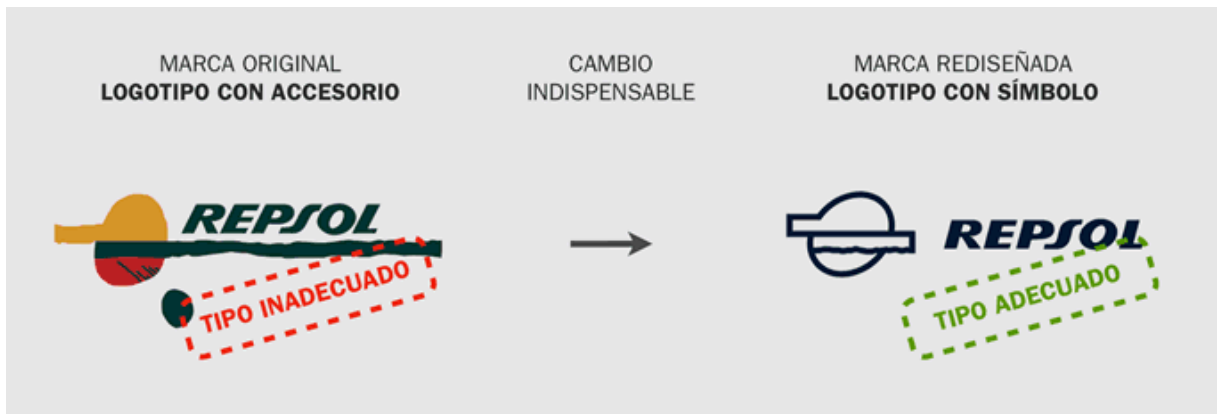 MARCA ORIGINAL
LOGOTIPO CON ACCESORIO
CAMBIO
INDISPENSABLE
MARCA REDISEÑADA
LOGOTIPO CON SÍMBOLO
REPSOL
TIPO INADECUADO
REPSOL
TIPO ADECUADO